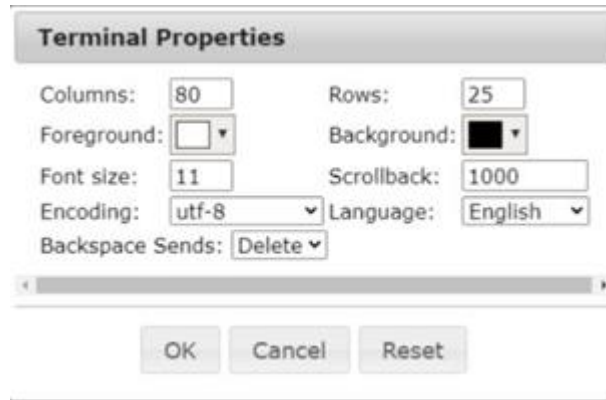 Terminal Properties
Columns: 80 Rows: 25
Foreground: Background:
Font size: 11 Scrollback: 1000
Encoding: utf-8 Language: English
Backspace Sends: Delete
OK Cancel Reset